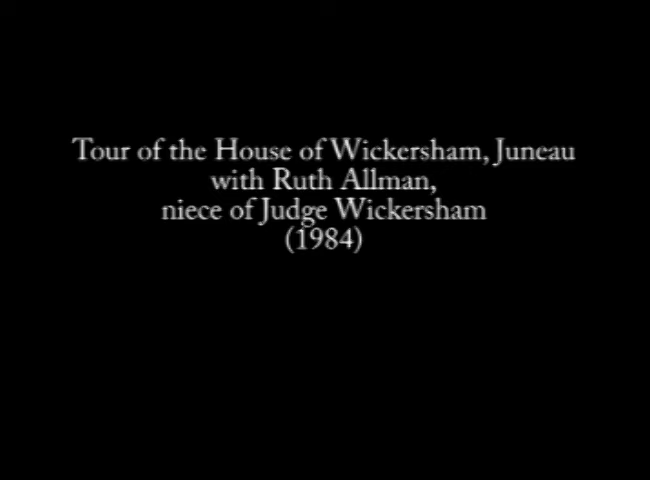 Tour of the House of Wickersham, Juneau
with Ruth Allman,
niece of Judge Wickersham
(1984)